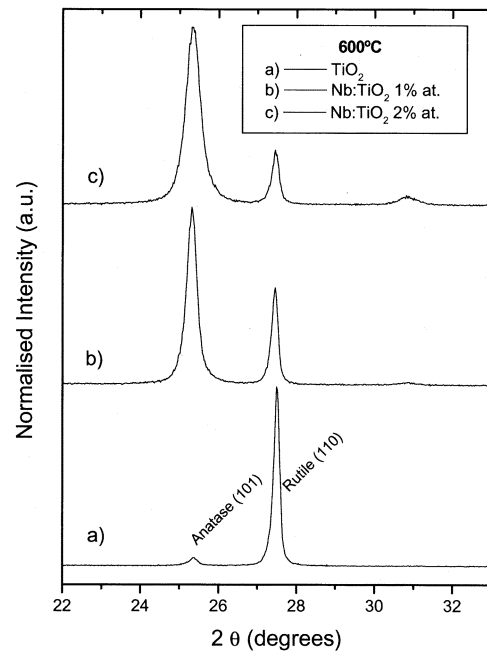 600ºC
a) TiO2
b) Nb:TiO2 1% at.
c) Nb:TiO2 2% at.
c)
b)
a)
Anatase (101)
Rutile (110)
Normalised Intensity (a.u.)
22 24 26 28 30 32
2 θ (degrees)